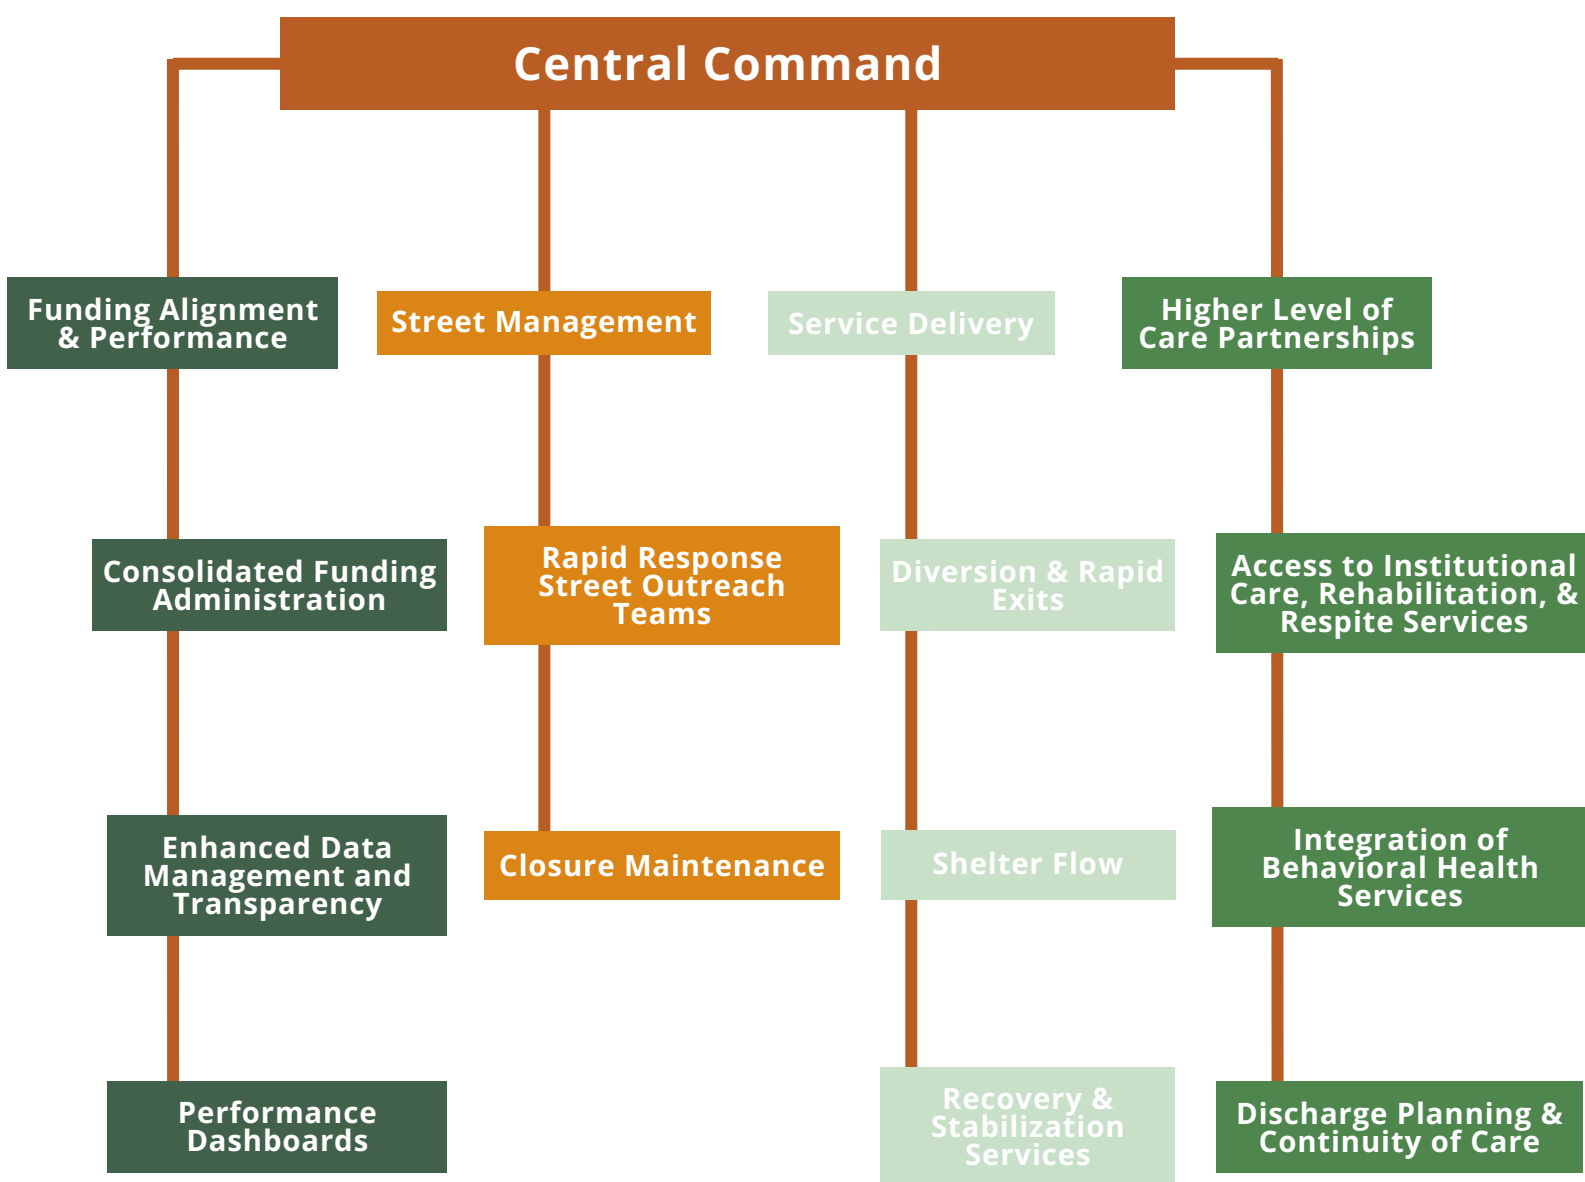 Central Command
Funding Alignment
& Performance
Street Management
Service Delivery
Higher Level of
Care Partnerships
Consolidated Funding
Administration
Rapid Response
Street Outreach
Teams
Diversion & Rapid
Exits
Access to Institutional
Care, Rehabilitation, &
Respite Services
Enhanced Data
Management and
Transparency
Closure Maintenance
Shelter Flow
Integration of
Behavioral Health
Services
Performance
Dashboards
Recovery &
Stabilization
Services
Discharge Planning &
Continuity of Care